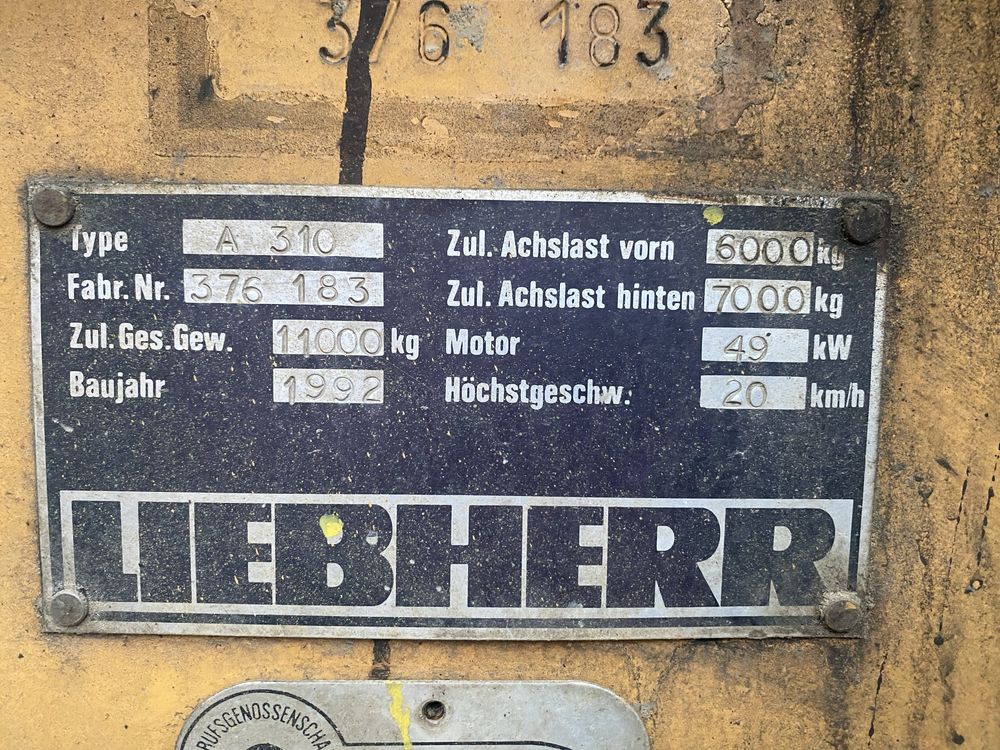 376 183
Type A 310
Fabr. Nr. 376 183
Zul. Ges. Gew. 11000 kg
Baujahr 1992
Zul. Achslast vorn 6000 kg
Zul. Achslast hinten 7000 kg
Motor 49 kW
Höchstgeschw.: 20 km/h
LIEBHERR
RUFSGENOSSENSCHA